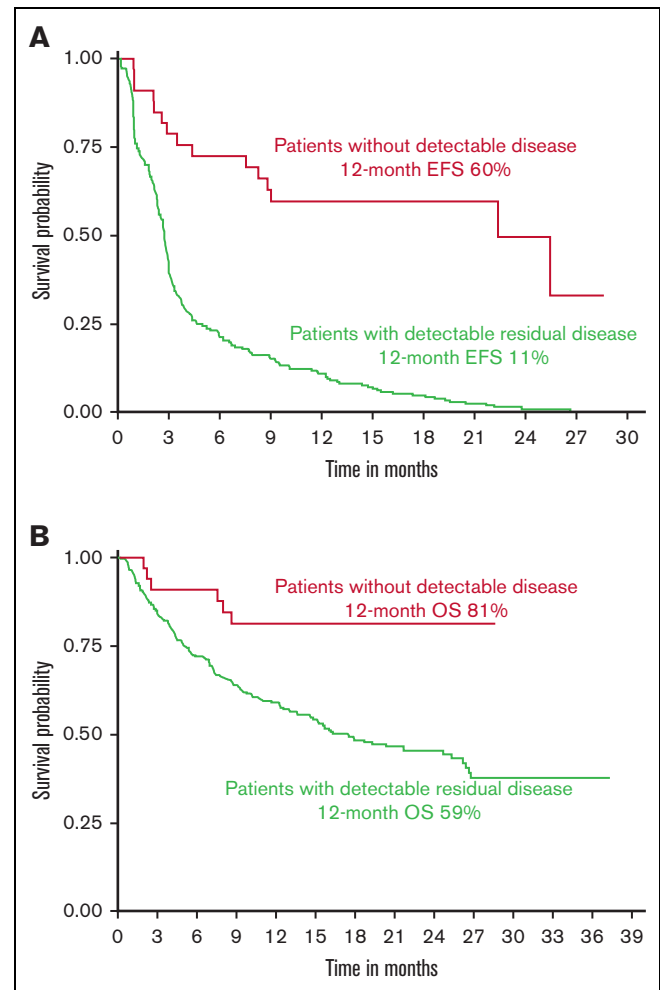 A
1.00
0.75
0.50
0.25
0.00
Survival probability
Patients without detectable disease
12-month EFS 60%
Patients with detectable residual disease
12-month EFS 11%
0 3 6 9 12 15 18 21 24 27 30
Time in months
B
1.00
0.75
0.50
0.25
0.00
Survival probability
Patients without detectable disease
12-month OS 81%
Patients with detectable residual disease
12-month OS 59%
0 3 6 9 12 15 18 21 24 27 30 33 36 39
Time in months